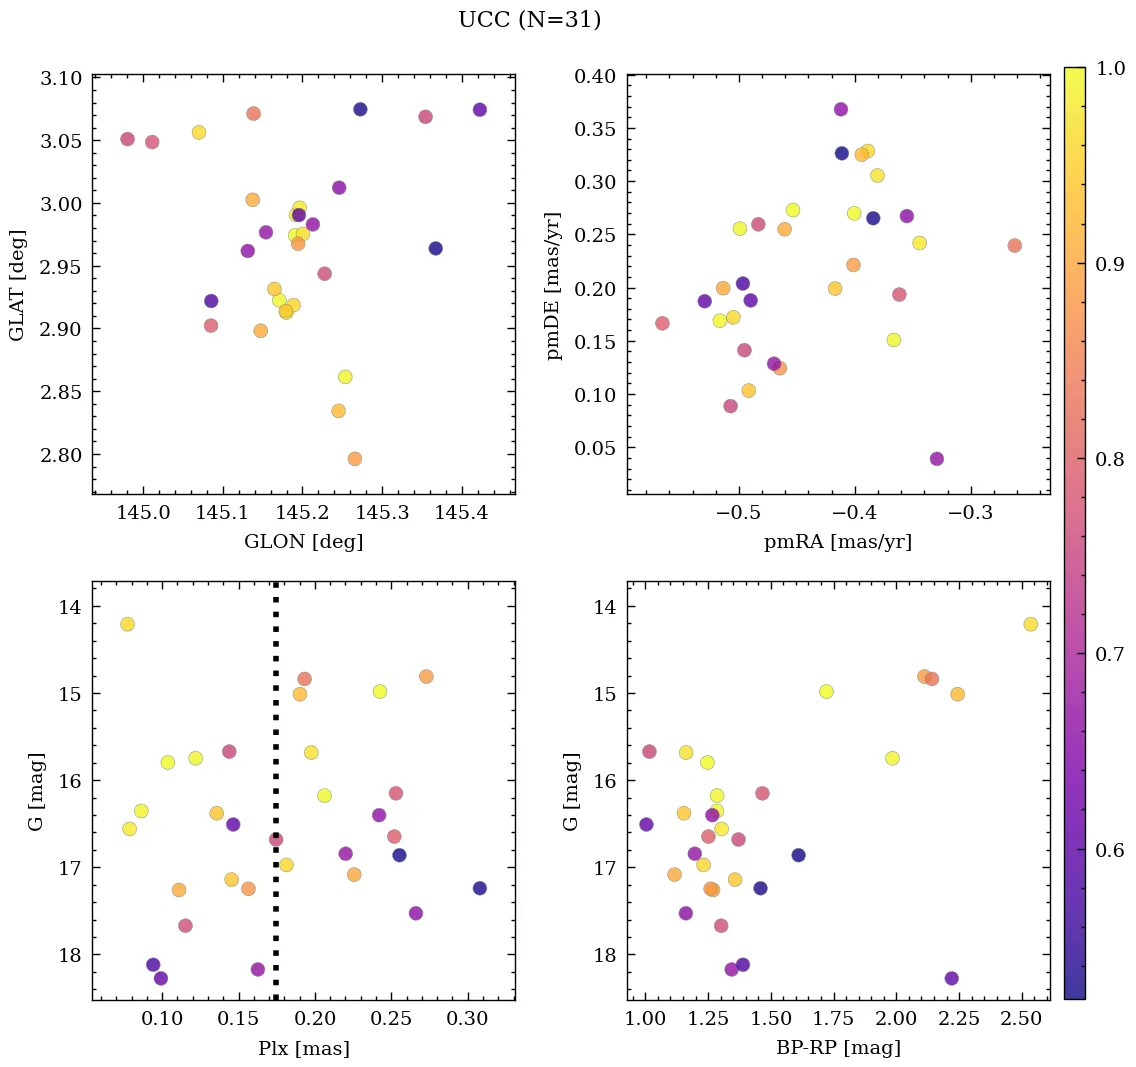 UCC (N=31)
3.10
3.05
3.00
2.95
2.90
2.85
2.80
GLAT [deg]
145.0 145.1 145.2 145.3 145.4
GLON [deg]
0.40
0.35
0.30
0.25
0.20
0.15
0.10
0.05
pmDE [mas/yr]
−0.5 −0.4 −0.3
pmRA [mas/yr]
14
15
16
17
18
G [mag]
0.10 0.15 0.20 0.25 0.30
Plx [mas]
14
15
16
17
18
G [mag]
1.00 1.25 1.50 1.75 2.00 2.25 2.50
BP-RP [mag]
1.0
0.9
0.8
0.7
0.6